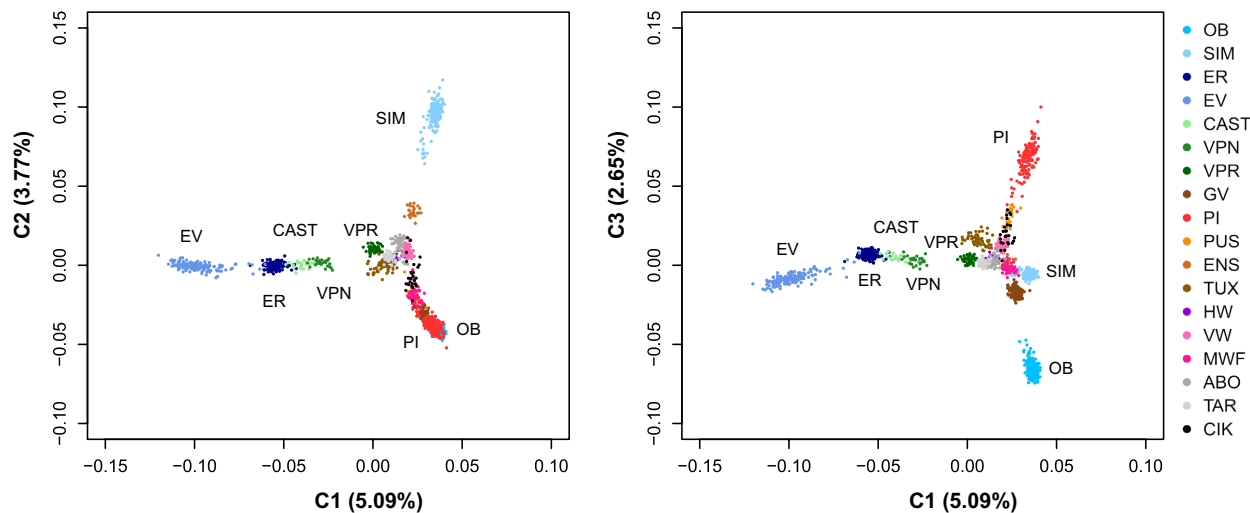 0.15
0.10
0.05
0.00
−0.05
−0.10
C2 (3.77%)
SIM
EV
CAST
VPR
ER
VPN
PI
OB
−0.15
−0.10
−0.05
0.00
0.05
0.10
C1 (5.09%)
0.15
0.10
0.05
0.00
−0.05
−0.10
C3 (2.65%)
PI
CAST
VPR
EV
ER
VPN
SIM
OB
−0.15
−0.10
−0.05
0.00
0.05
0.10
C1 (5.09%)
OB
SIM
ER
EV
CAST
VPN
VPR
GV
PI
PUS
ENS
TUX
HW
VW
MWF
ABO
TAR
CIK